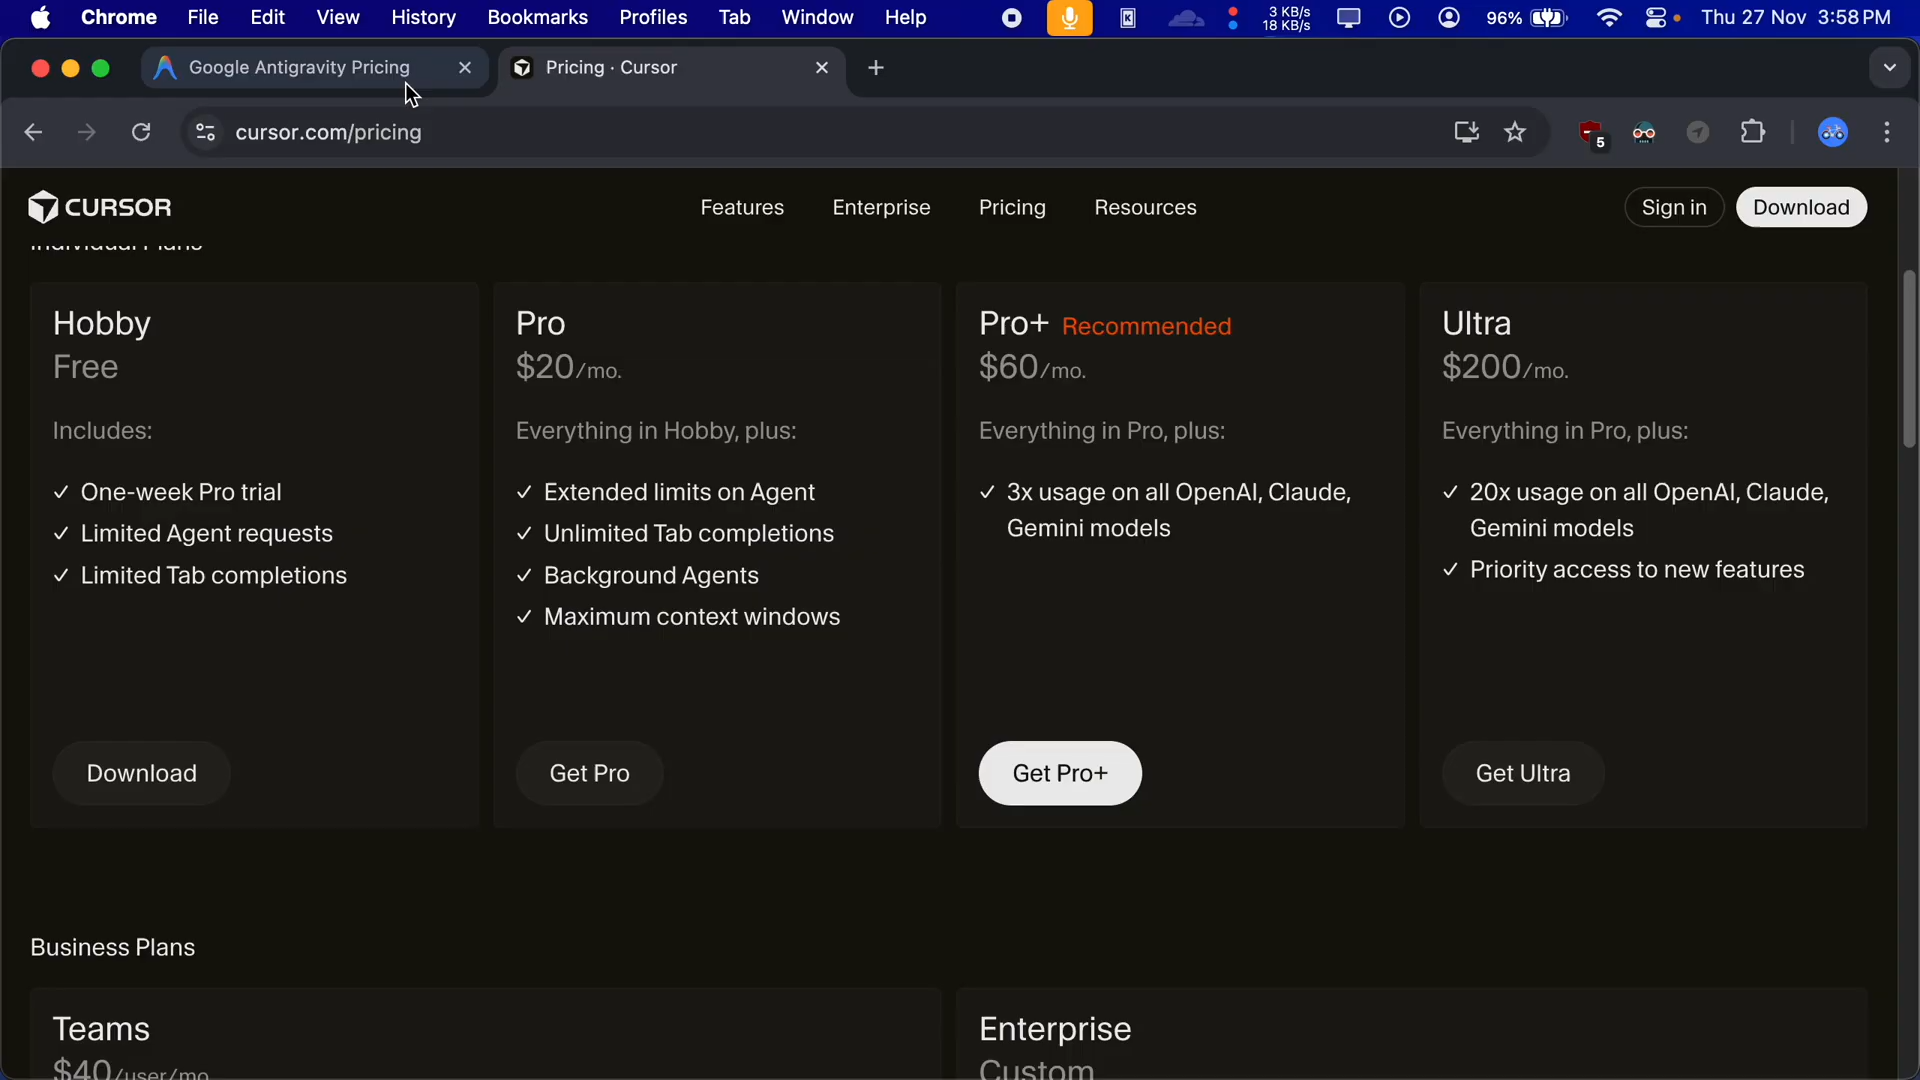 Chrome File Edit View History Bookmarks Profiles Tab Window Help 3 KB/s 18 KB/s 96% Thu 27 Nov 3:58 PM
Google Antigravity Pricing Pricing · Cursor
cursor.com/pricing 5
CURSOR Features Enterprise Pricing Resources Sign in Download
Individual Plans
Hobby
Free
Includes:
One-week Pro trial
Limited Agent requests
Limited Tab completions
Download
Pro
$20/mo.
Everything in Hobby, plus:
Extended limits on Agent
Unlimited Tab completions
Background Agents
Maximum context windows
Get Pro
Pro+ Recommended
$60/mo.
Everything in Pro, plus:
3x usage on all OpenAI, Claude,
Gemini models
Get Pro+
Ultra
$200/mo.
Everything in Pro, plus:
20x usage on all OpenAI, Claude,
Gemini models
Priority access to new features
Get Ultra
Business Plans
Teams
$40/user/mo.
Enterprise
Custom